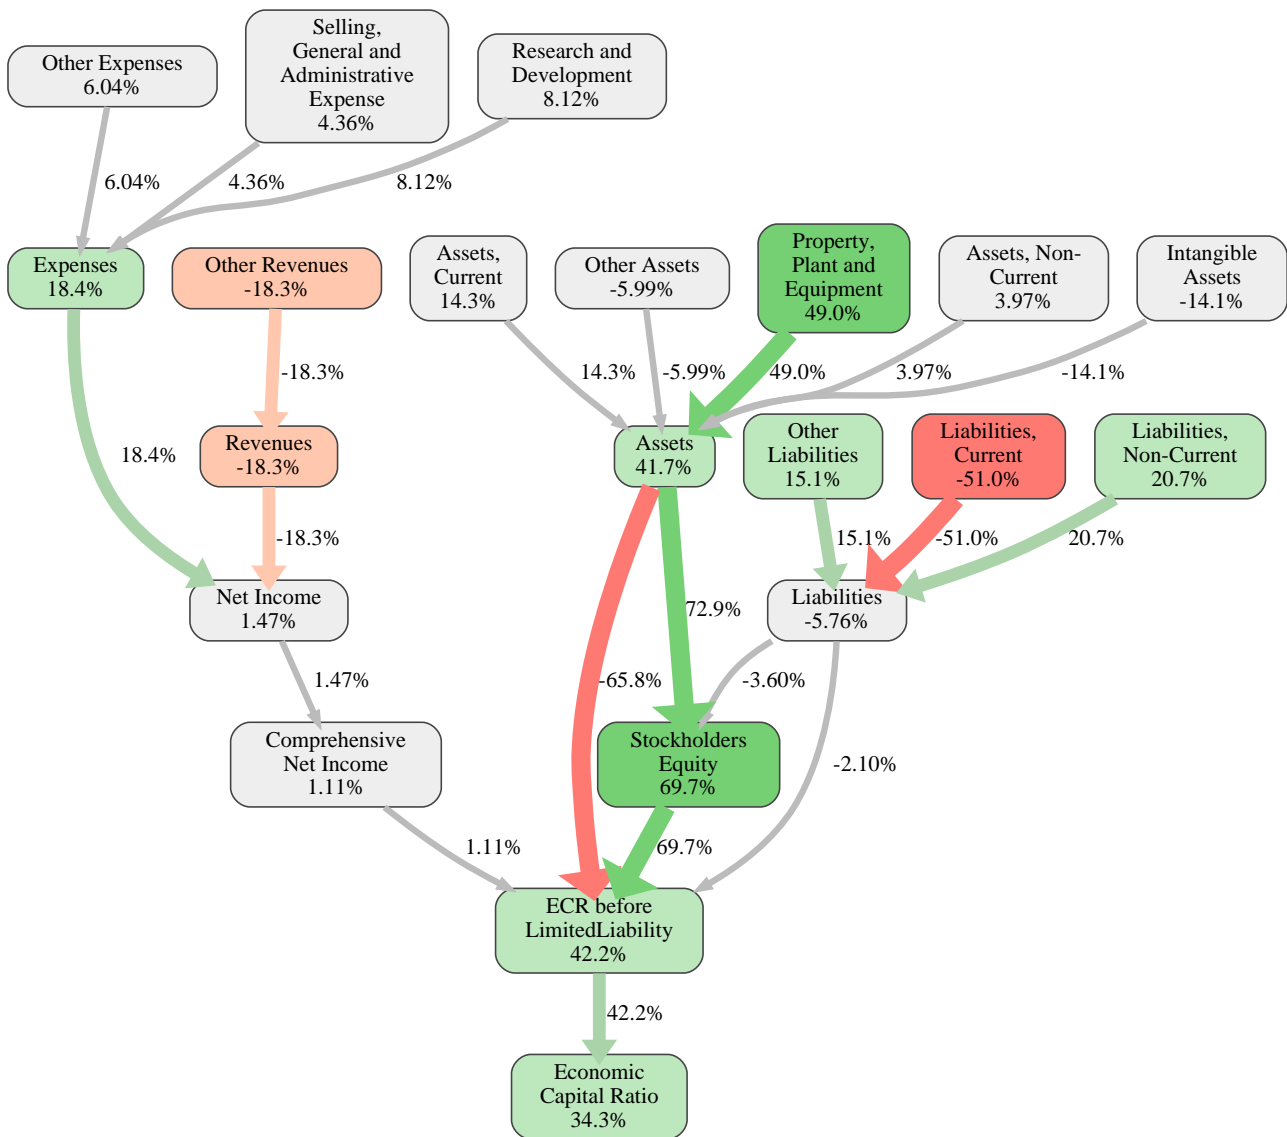 Other Expenses
6.04%
Selling,
General and
Administrative
Expense
4.36%
Research and
Development
8.12%
6.04%
4.36%
8.12%
Expenses
18.4%
Other Revenues
-18.3%
Assets,
Current
14.3%
Other Assets
-5.99%
Property,
Plant and
Equipment
49.0%
Assets, Non-
Current
3.97%
Intangible
Assets
-14.1%
-18.3%
14.3%
-5.99%
49.0%
3.97%
-14.1%
18.4%
Revenues
-18.3%
Assets
41.7%
Other
Liabilities
15.1%
Liabilities,
Current
-51.0%
Liabilities,
Non-Current
20.7%
-18.3%
15.1%
-51.0%
20.7%
Net Income
1.47%
72.9%
Liabilities
-5.76%
1.47%
-65.8%
-3.60%
Comprehensive
Net Income
1.11%
Stockholders
Equity
69.7%
-2.10%
1.11%
69.7%
ECR before
LimitedLiability
42.2%
42.2%
Economic
Capital Ratio
34.3%